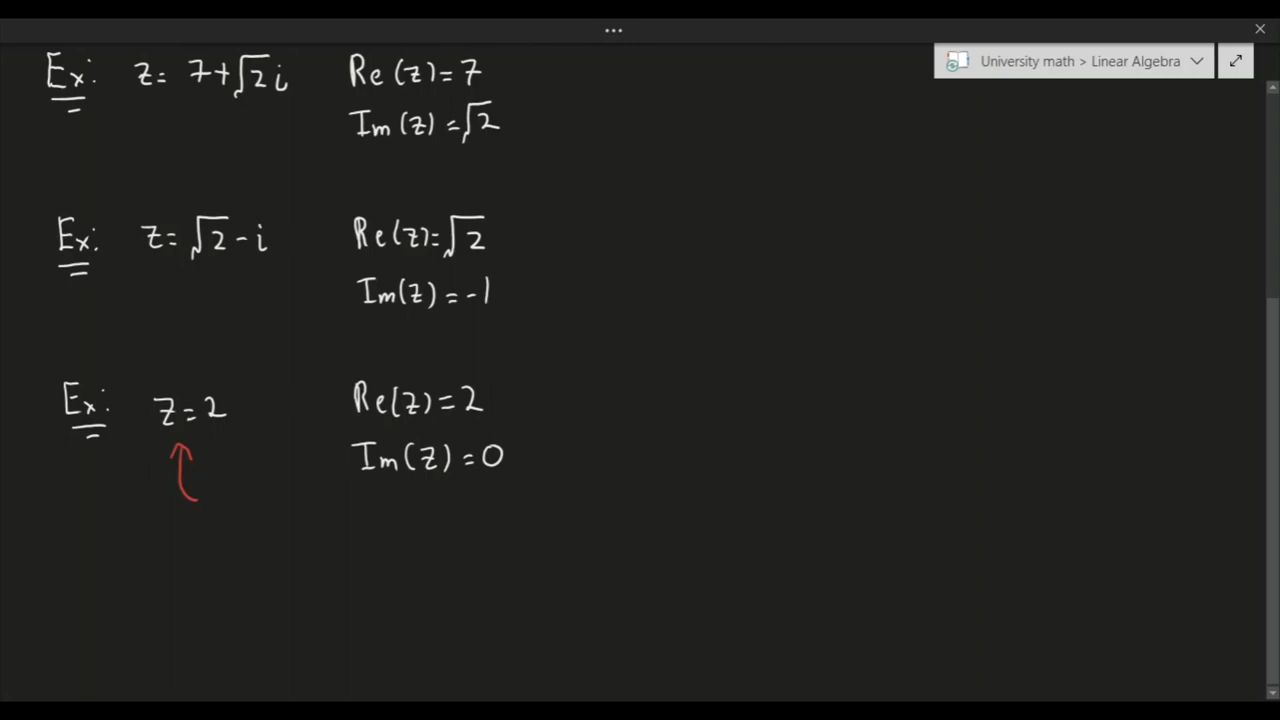 ...
University math > Linear Algebra
Ex: z = 7+√2 i Re(z)=7
Im(z)=√2
Ex: z=√2-i Re(z)=√2
Im(z)=-1
Ex: z=2 Re(z)=2
Im(z)=0